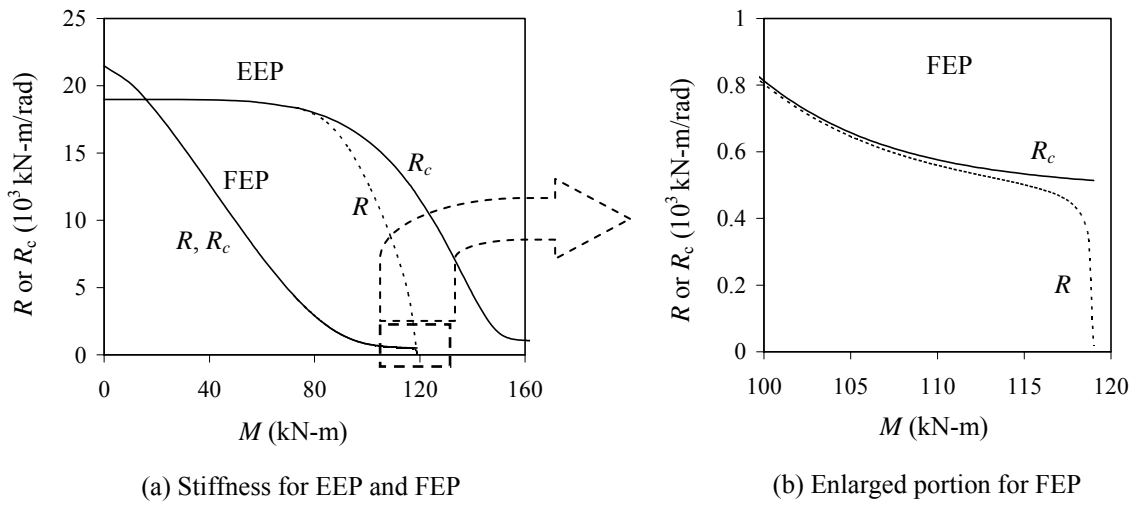 25
20
15
10
5
0
R or Rc (10³ kN-m/rad)
EEP
FEP
Rc
R
R, Rc
0
40
80
120
160
M (kN-m)
(a) Stiffness for EEP and FEP
1
0.8
0.6
0.4
0.2
0
R or Rc (10³ kN-m/rad)
FEP
Rc
R
100
105
110
115
120
M (kN-m)
(b) Enlarged portion for FEP